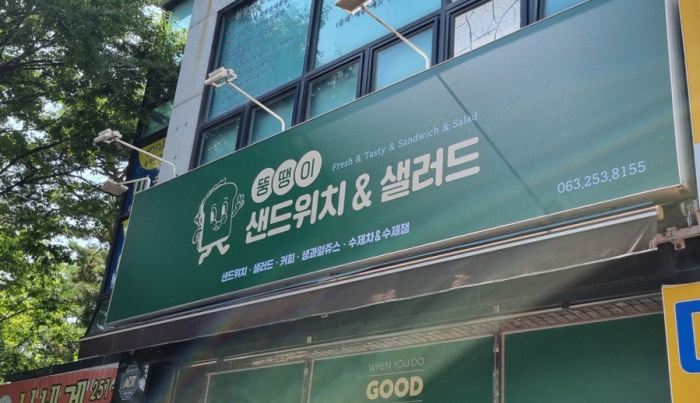 뚱땡이
Fresh & Tasty & Sandwich & Salad
샌드위치 & 샐러드
063.253.8155
샌드위치 · 샐러드 · 커피 · 생과일쥬스 · 수제차&수제잼
WHEN YOU DO
GOOD
ADT